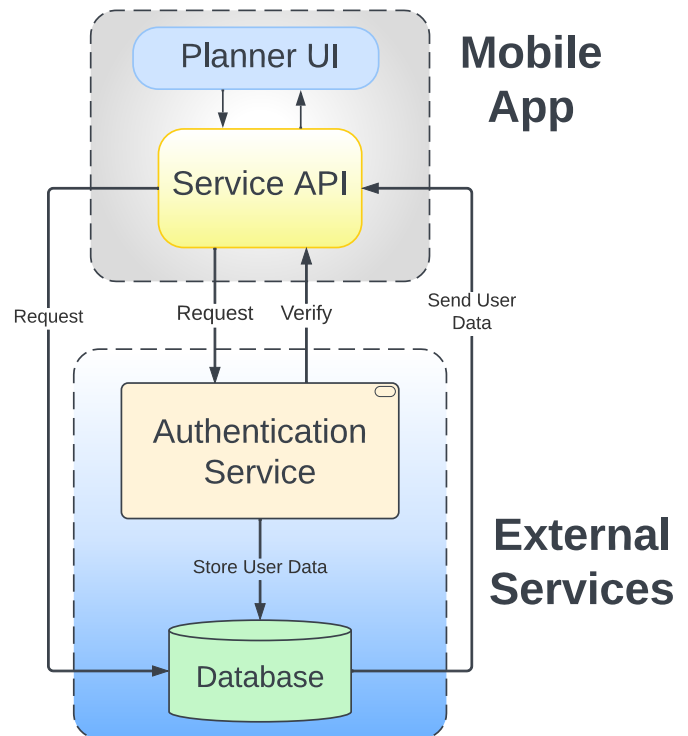 Planner UI
Mobile
App
Service API
Request
Request
Verify
Send User
Data
Authentication
Service
External
Services
Store User Data
Database